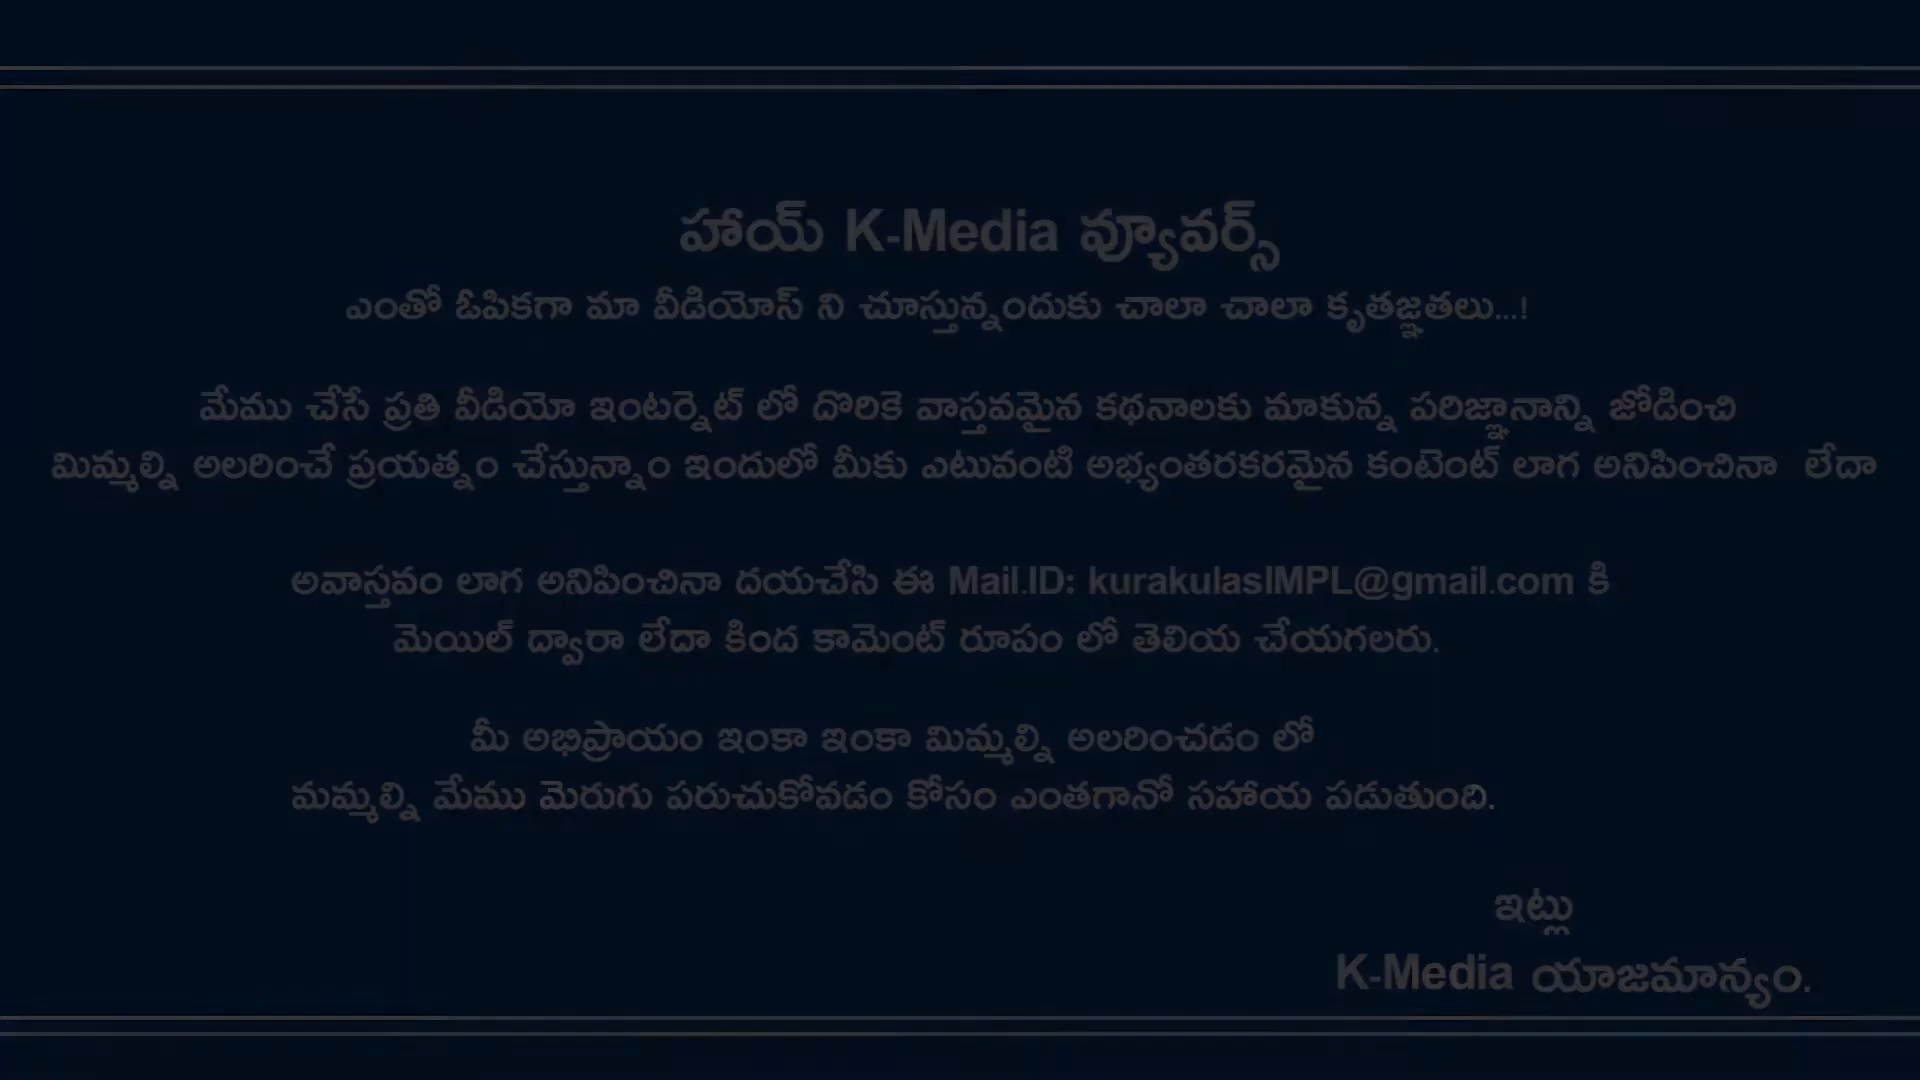 హాయ్ K-Media వ్యూవర్స్
ఎంతో ఓపికగా మా వీడియోస్ ని చూస్తున్నందుకు చాలా చాలా కృతజ్ఞతలు...!
మేము చేసే ప్రతి వీడియో ఇంటర్నెట్ లో దొరికె వాస్తవమైన కథనాలకు మాకున్న పరిజ్ఞానాన్ని జోడించి
మిమ్మల్ని అలరించే ప్రయత్నం చేస్తున్నాం ఇందులో మీకు ఎటువంటి అభ్యంతరకరమైన కంటెంట్ లాగ అనిపించినా లేదా
అవాస్తవం లాగ అనిపించినా దయచేసి ఈ Mail.ID: kurakulasIMPL@gmail.com కి
మెయిల్ ద్వారా లేదా కింద కామెంట్ రూపం లో తెలియ చేయగలరు.
మీ అభిప్రాయం ఇంకా ఇంకా మిమ్మల్ని అలరించడం లో
మమ్మల్ని మేము మెరుగు పరుచుకోవడం కోసం ఎంతగానో సహాయ పడుతుంది.
ఇట్లు
K-Media యాజమాన్యం.